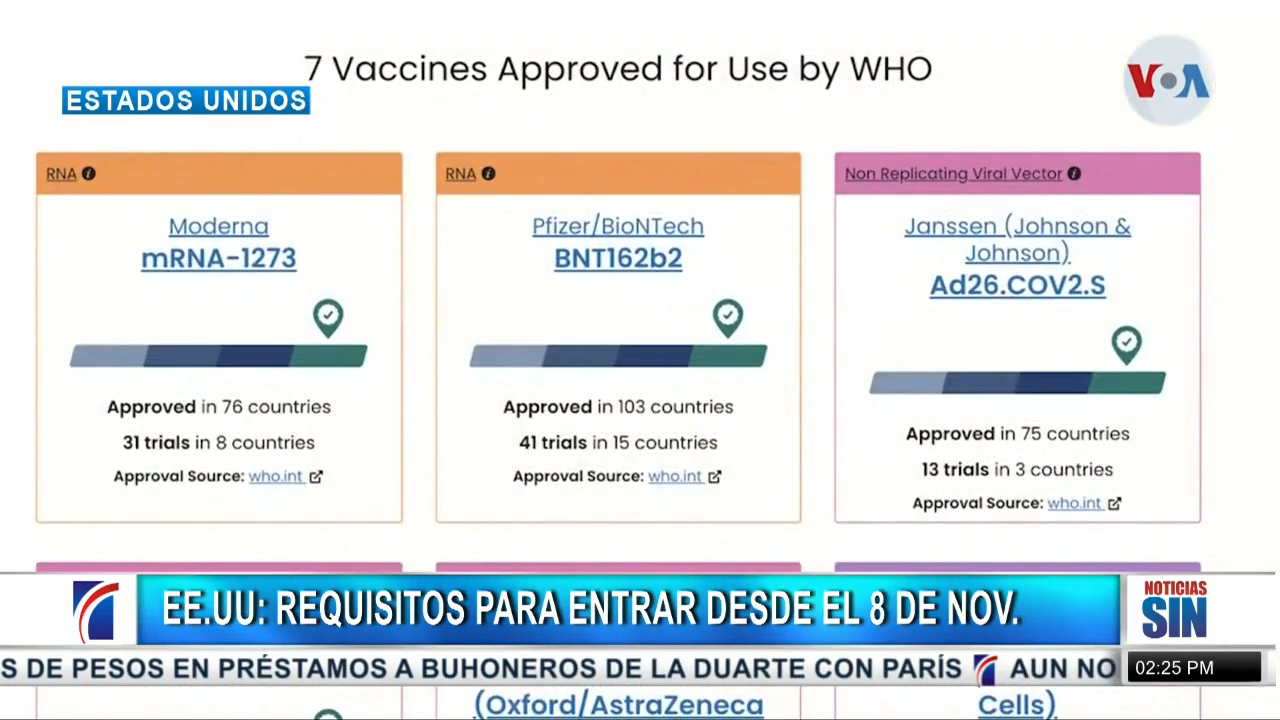 7 Vaccines Approved for Use by WHO
VOA
ESTADOS UNIDOS
RNA
Moderna
mRNA-1273
Approved in 76 countries
31 trials in 8 countries
Approval Source: who.int
RNA
Pfizer/BioNTech
BNT162b2
Approved in 103 countries
41 trials in 15 countries
Approval Source: who.int
Non Replicating Viral Vector
Janssen (Johnson &
Johnson)
Ad26.COV2.S
Approved in 75 countries
13 trials in 3 countries
Approval Source: who.int
EE.UU: REQUISITOS PARA ENTRAR DESDE EL 8 DE NOV.
NOTICIAS
SIN
S DE PESOS EN PRÉSTAMOS A BUHONEROS DE LA DUARTE CON PARÍS AUN NO
02:25 PM
(Oxford/AstraZeneca
Cells)